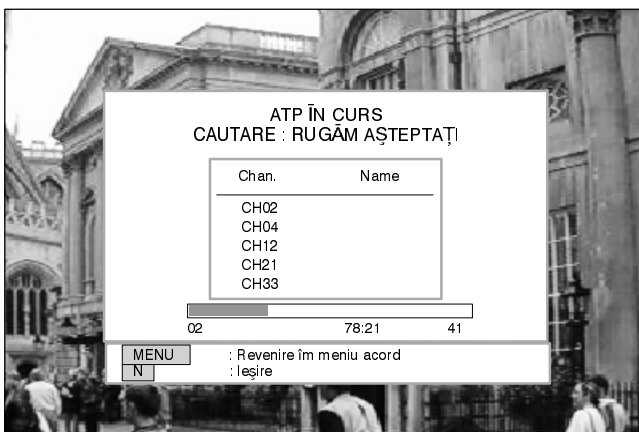 ATP ĪN CURS
CAUTARE : RUGĀM AŞTEPTAŢI
Chan. Name
CH02
CH04
CH12
CH21
CH33
02 78:21 41
MENU : Revenire îm meniu acord
N : Ieşire